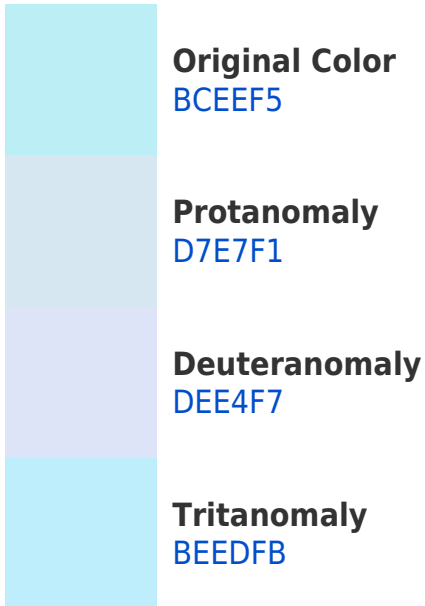 Original Color
BCEEF5
Protanomaly
D7E7F1
Deuteranomaly
DEE4F7
Tritanomaly
BEEDFB